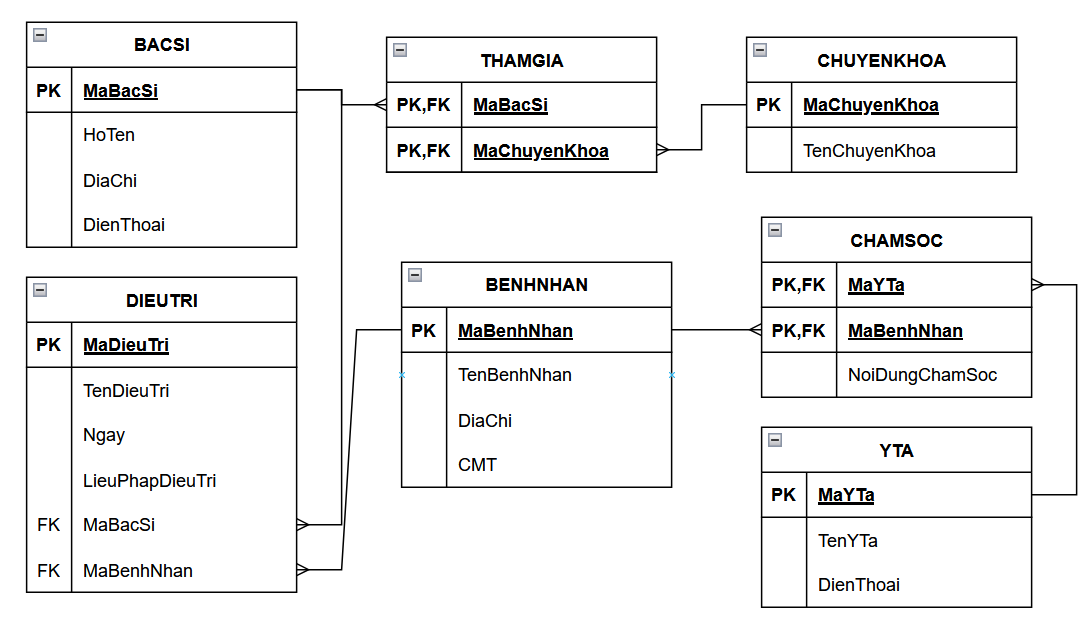 BACSI
PK MaBacSi
HoTen
DiaChi
DienThoai
THAMGIA
PK,FK MaBacSi
PK,FK MaChuyenKhoa
CHUYENKHOA
PK MaChuyenKhoa
TenChuyenKhoa
DIEUTRI
PK MaDieuTri
TenDieuTri
Ngay
LieuPhapDieuTri
FK MaBacSi
FK MaBenhNhan
BENHNHAN
PK MaBenhNhan
TenBenhNhan
DiaChi
CMT
CHAMSOC
PK,FK MaYTa
PK,FK MaBenhNhan
NoiDungChamSoc
YTA
PK MaYTa
TenYTa
DienThoai